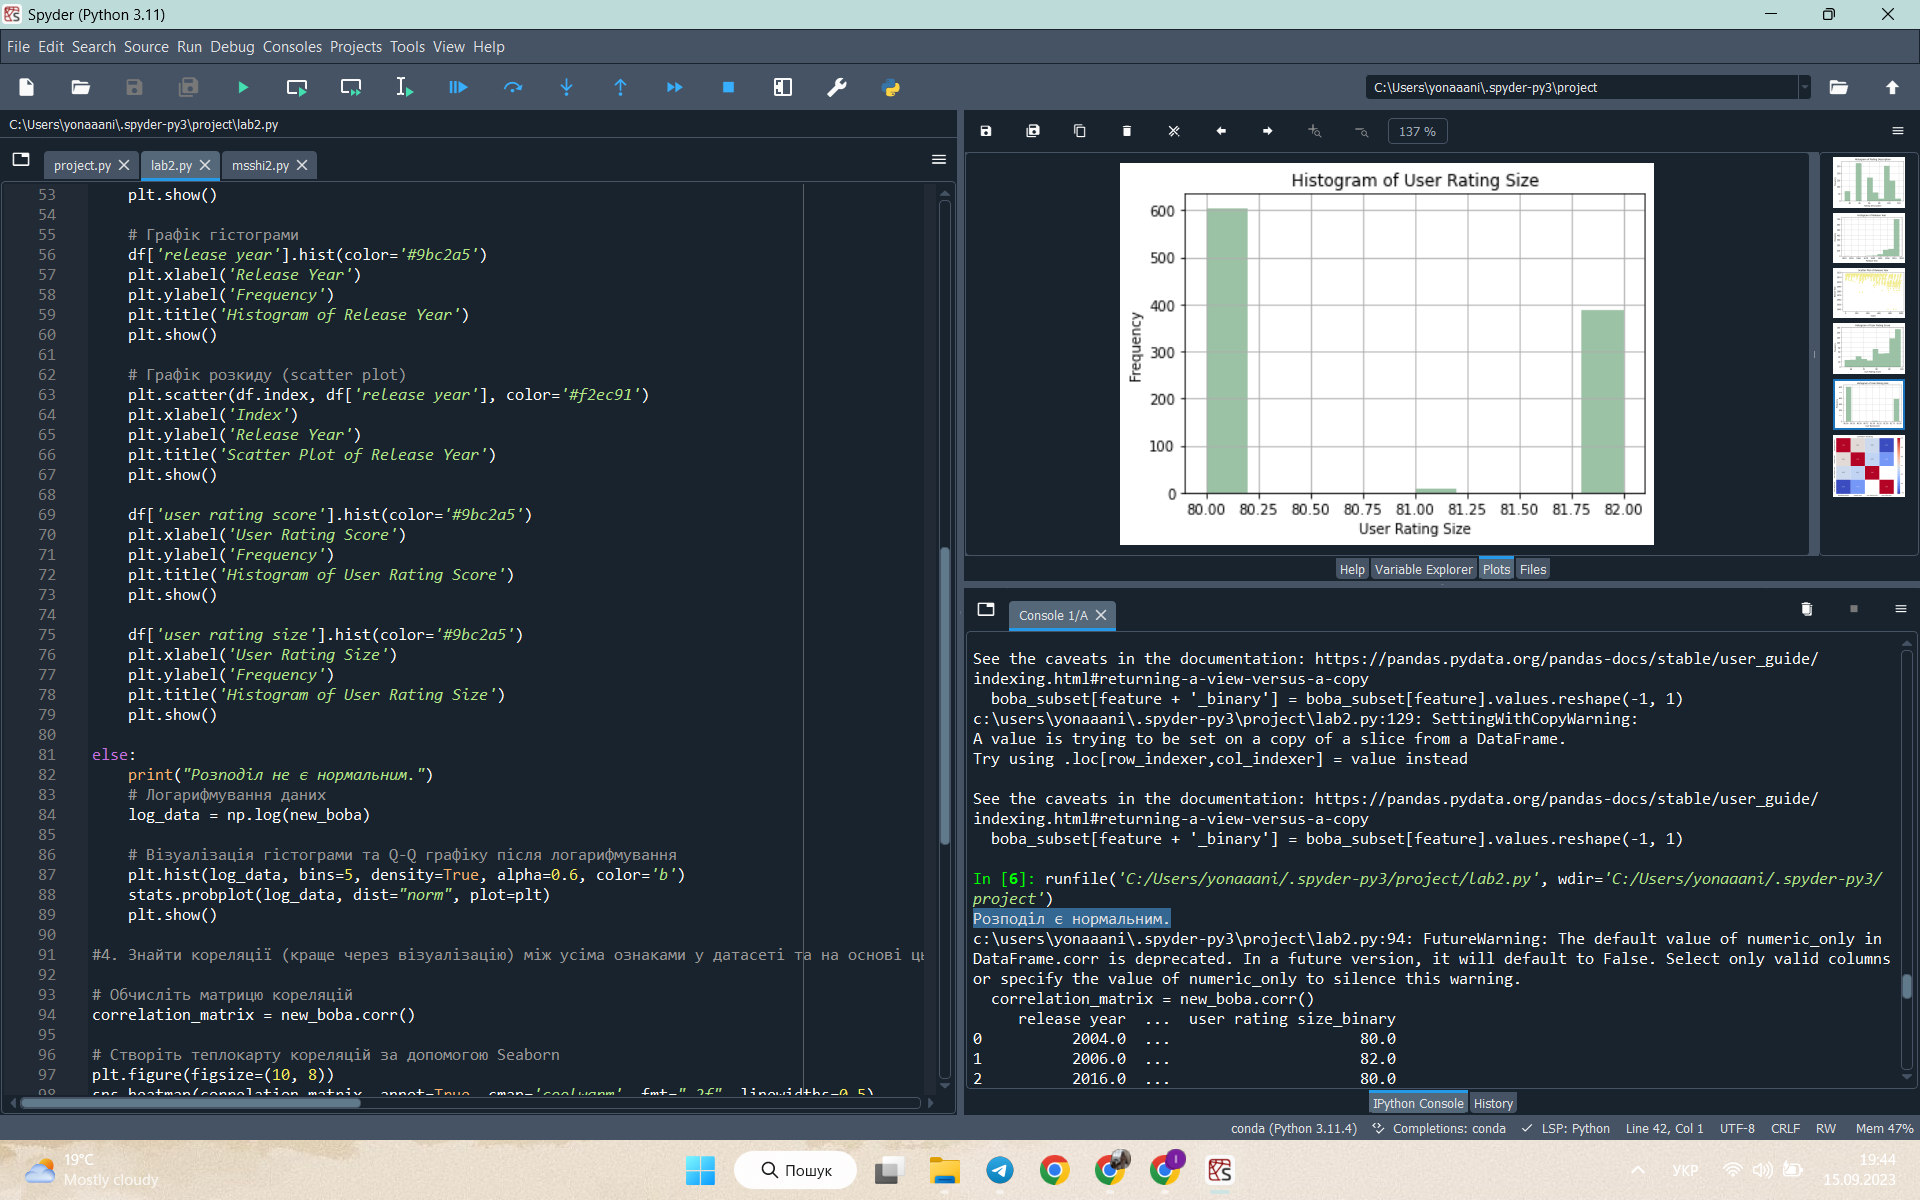 Spyder (Python 3.11)
File Edit Search Source Run Debug Consoles Projects Tools View Help
C:\Users\yonaaani\.spyder-py3\project
C:\Users\yonaaani\.spyder-py3\project\lab2.py
project.py
lab2.py
msshi2.py
53 plt.show()
54
55 # Графік гістограми
56 df['release year'].hist(color='#9bc2a5')
57 plt.xlabel('Release Year')
58 plt.ylabel('Frequency')
59 plt.title('Histogram of Release Year')
60 plt.show()
61
62 # Графік розкиду (scatter plot)
63 plt.scatter(df.index, df['release year'], color='#f2ec91')
64 plt.xlabel('Index')
65 plt.ylabel('Release Year')
66 plt.title('Scatter Plot of Release Year')
67 plt.show()
68
69 df['user rating score'].hist(color='#9bc2a5')
70 plt.xlabel('User Rating Score')
71 plt.ylabel('Frequency')
72 plt.title('Histogram of User Rating Score')
73 plt.show()
74
75 df['user rating size'].hist(color='#9bc2a5')
76 plt.xlabel('User Rating Size')
77 plt.ylabel('Frequency')
78 plt.title('Histogram of User Rating Size')
79 plt.show()
80
81 else:
82 print("Розподіл не є нормальним.")
83 # Логарифмування даних
84 log_data = np.log(new_boba)
85
86 # Візуалізація гістограми та Q-Q графіку після логарифмування
87 plt.hist(log_data, bins=5, density=True, alpha=0.6, color='b')
88 stats.probplot(log_data, dist="norm", plot=plt)
89 plt.show()
90
91 #4. Знайти кореляції (краще через візуалізацію) між усіма ознаками у датасеті та на основі ць
92
93 # Обчисліть матрицю кореляцій
94 correlation_matrix = new_boba.corr()
95
96 # Створіть теплокарту кореляцій за допомогою Seaborn
97 plt.figure(figsize=(10, 8))
98 sns.heatmap(correlation_matrix, annot=True, cmap='coolwarm', fmt=".2f", linewidths=0.5)
137 %
Histogram of User Rating Size
Frequency
600
500
400
300
200
100
0
80.00 80.25 80.50 80.75 81.00 81.25 81.50 81.75 82.00
User Rating Size
Help Variable Explorer Plots Files
Console 1/A
See the caveats in the documentation: https://pandas.pydata.org/pandas-docs/stable/user_guide/
indexing.html#returning-a-view-versus-a-copy
boba_subset[feature + '_binary'] = boba_subset[feature].values.reshape(-1, 1)
c:\users\yonaaani\.spyder-py3\project\lab2.py:129: SettingWithCopyWarning:
A value is trying to be set on a copy of a slice from a DataFrame.
Try using .loc[row_indexer,col_indexer] = value instead
See the caveats in the documentation: https://pandas.pydata.org/pandas-docs/stable/user_guide/
indexing.html#returning-a-view-versus-a-copy
boba_subset[feature + '_binary'] = boba_subset[feature].values.reshape(-1, 1)
In [6]: runfile('C:/Users/yonaaani/.spyder-py3/project/lab2.py', wdir='C:/Users/yonaaani/.spyder-py3/
project')
Розподіл є нормальним.
c:\users\yonaaani\.spyder-py3\project\lab2.py:94: FutureWarning: The default value of numeric_only in
DataFrame.corr is deprecated. In a future version, it will default to False. Select only valid columns
or specify the value of numeric_only to silence this warning.
correlation_matrix = new_boba.corr()
release year ... user rating size_binary
0 2004.0 ... 80.0
1 2006.0 ... 82.0
2 2016.0 ... 80.0
IPython Console History
conda (Python 3.11.4) Completions: conda LSP: Python Line 42, Col 1 UTF-8 CRLF RW Mem 47%
19°C
Mostly cloudy
Пошук
УКР
19:44
15.09.2023